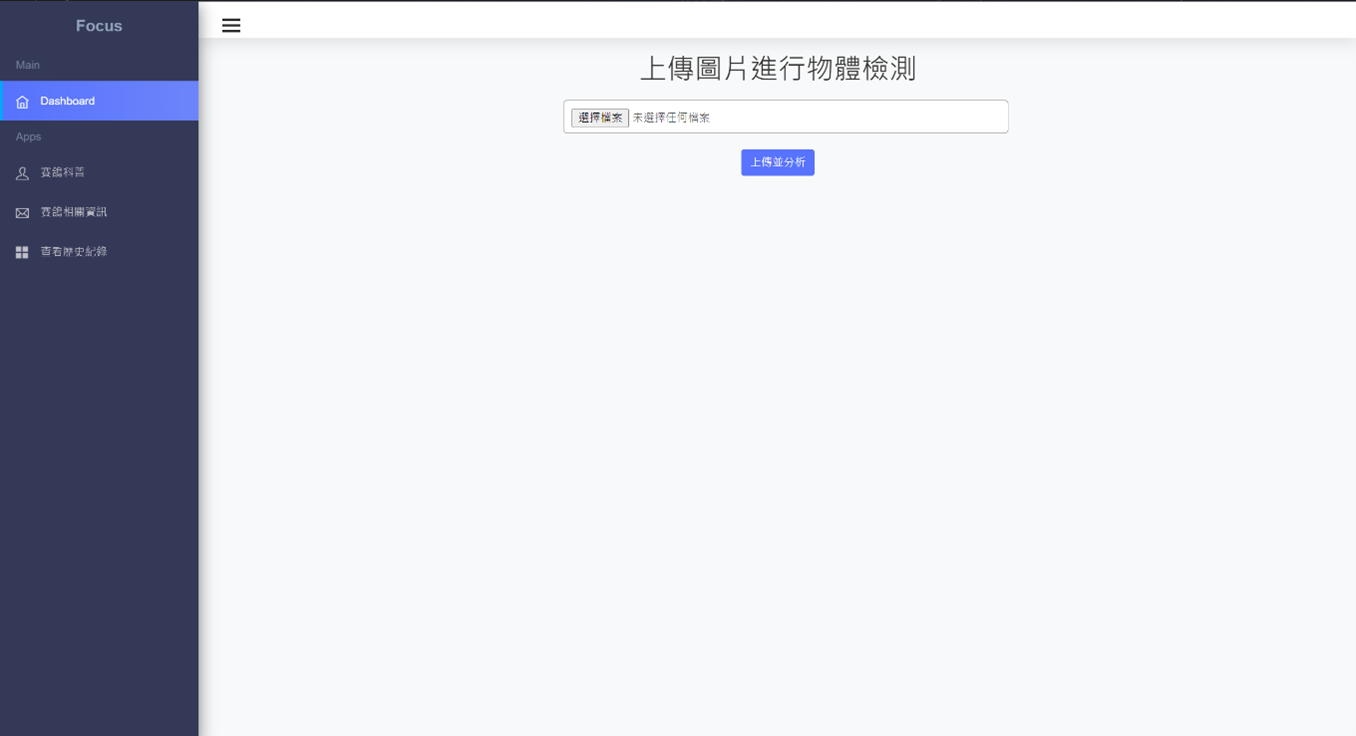 Focus
Main
Dashboard
Apps
賽鴿科普
賽鴿相關資訊
查看歷史紀錄
上傳圖片進行物體檢測
選擇檔案 未選擇任何檔案
上傳並分析